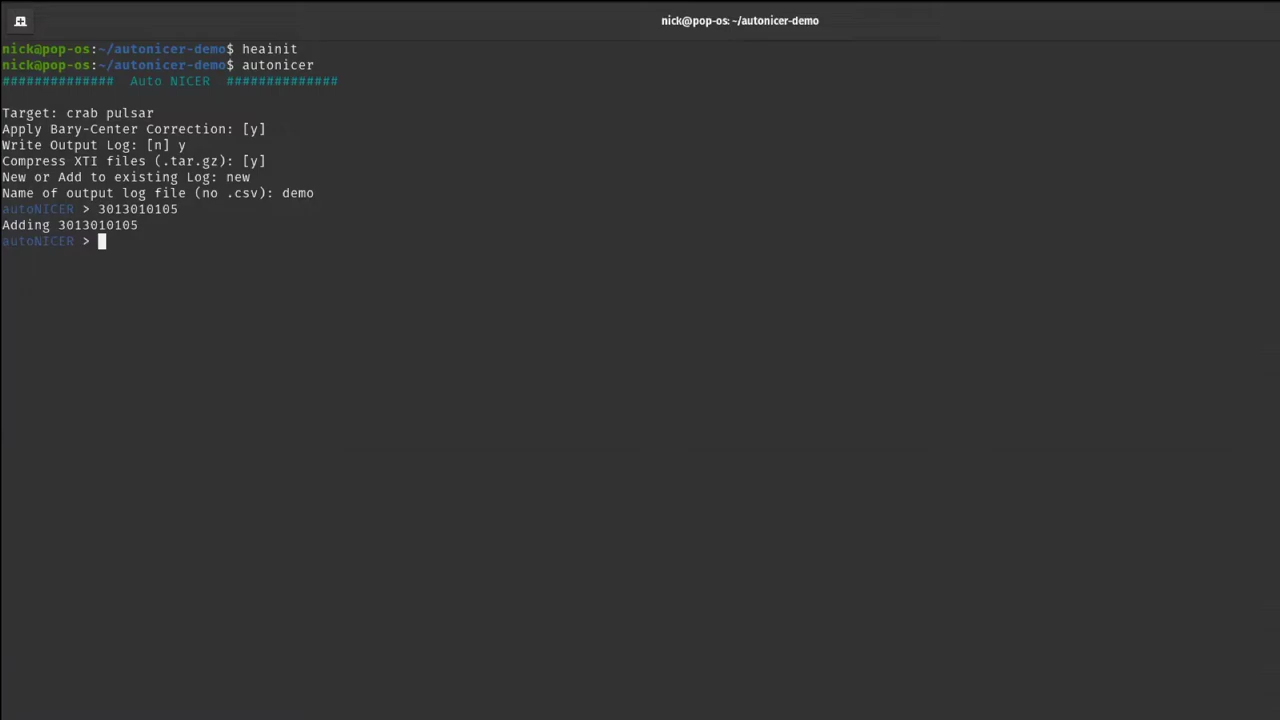 nick@pop-os: ~/autonicer-demo
nick@pop-os:~/autonicer-demo$ heainit
nick@pop-os:~/autonicer-demo$ autonicer
##############  Auto NICER  ##############
Target: crab pulsar
Apply Bary-Center Correction: [y]
Write Output Log: [n] y
Compress XTI files (.tar.gz): [y]
New or Add to existing Log: new
Name of output log file (no .csv): demo
autoNICER > 3013010105
Adding 3013010105
autoNICER >